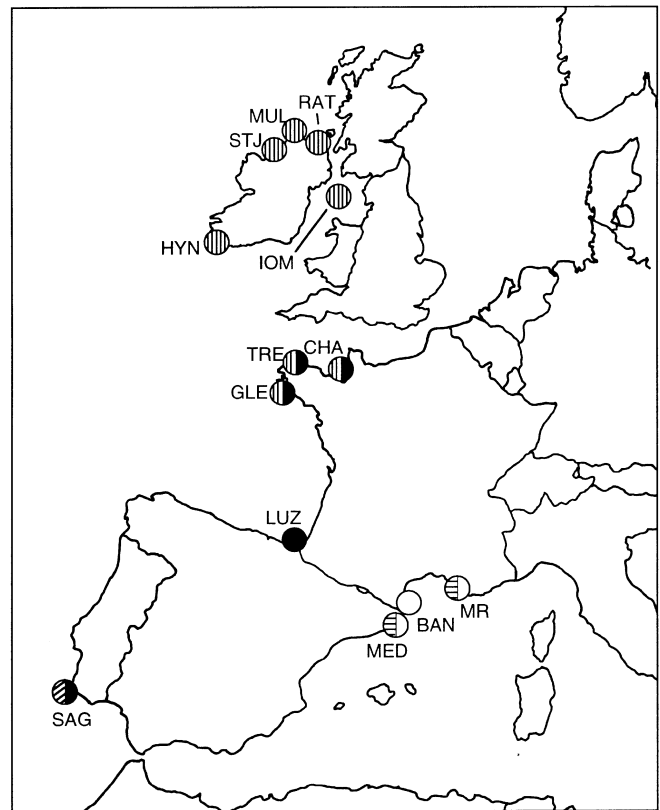 RAT
MUL
STJ
HYN
IOM
TRE
CHA
GLE
LUZ
MR
BAN
MED
SAG